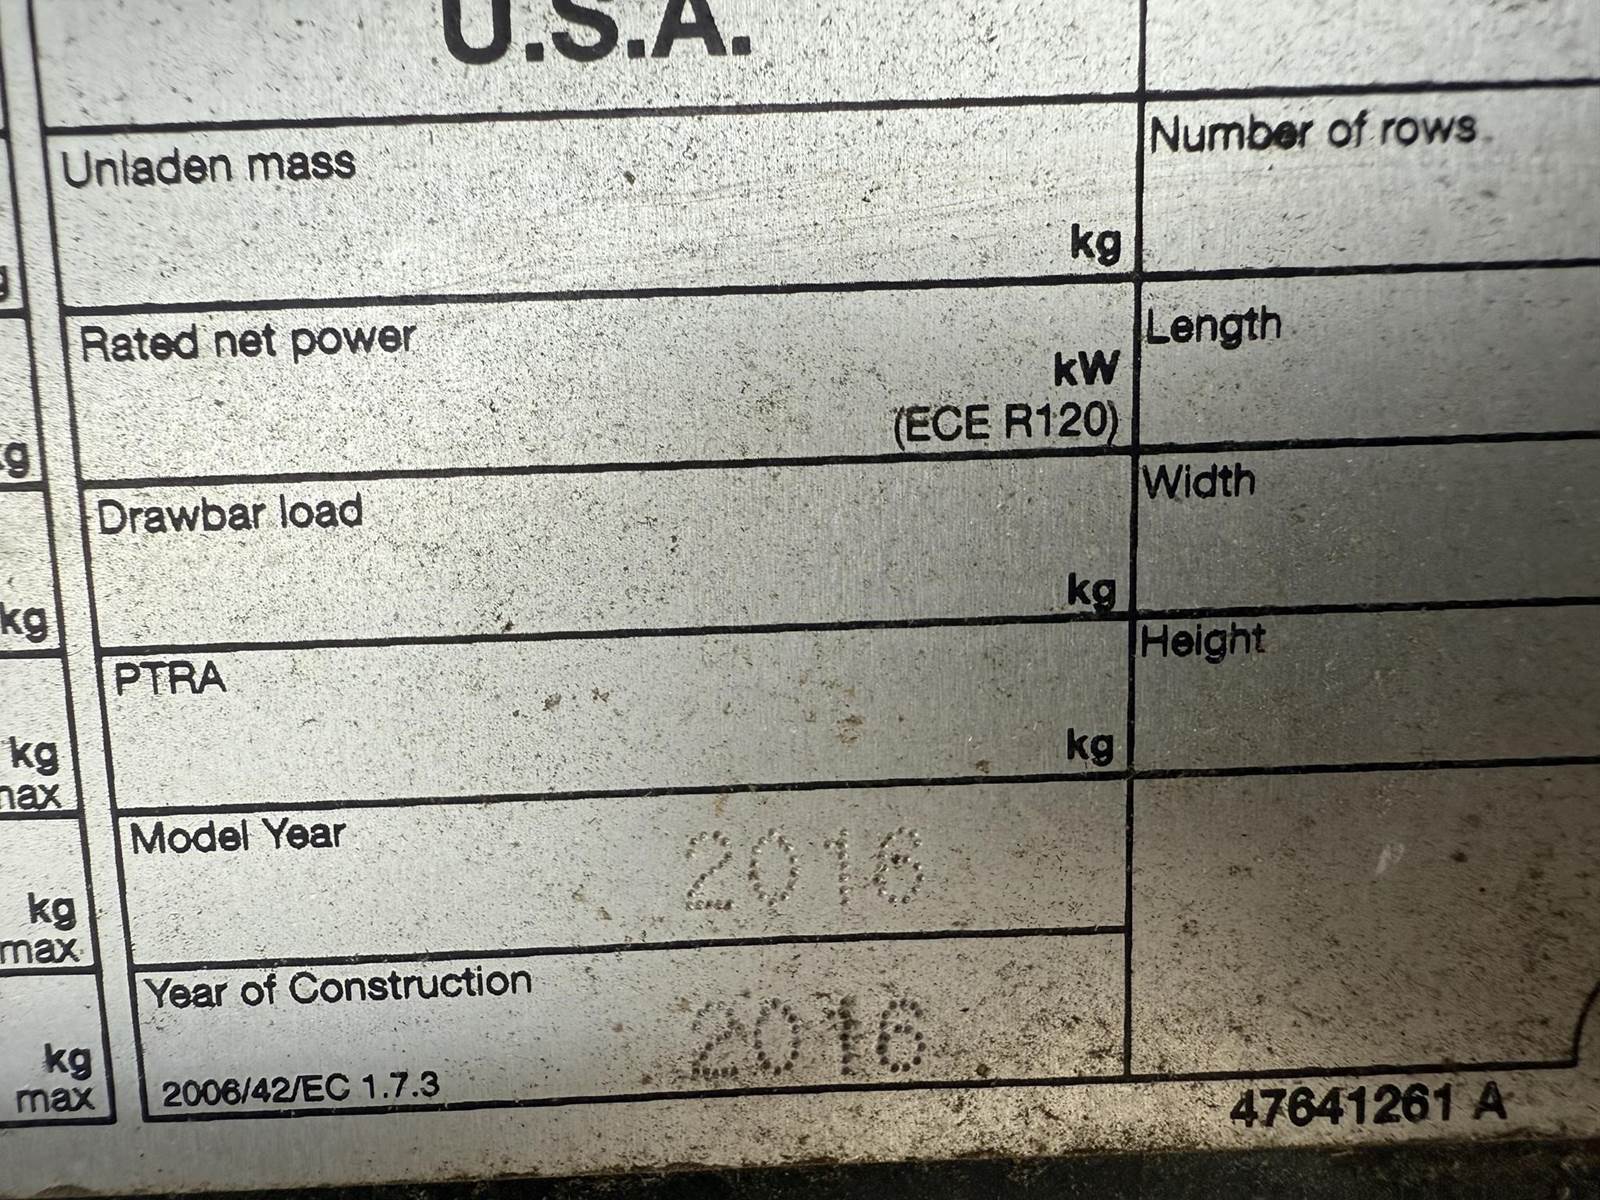 U.S.A.
Unladen mass
kg
Number of rows
Rated net power
kW
(ECE R120)
Length
kg
Drawbar load
kg
Width
kg
PTRA
kg
Height
kg
max
Model Year 2016
kg
max
Year of Construction 2016
2006/42/EC 1.7.3
kg
max
47641261 A